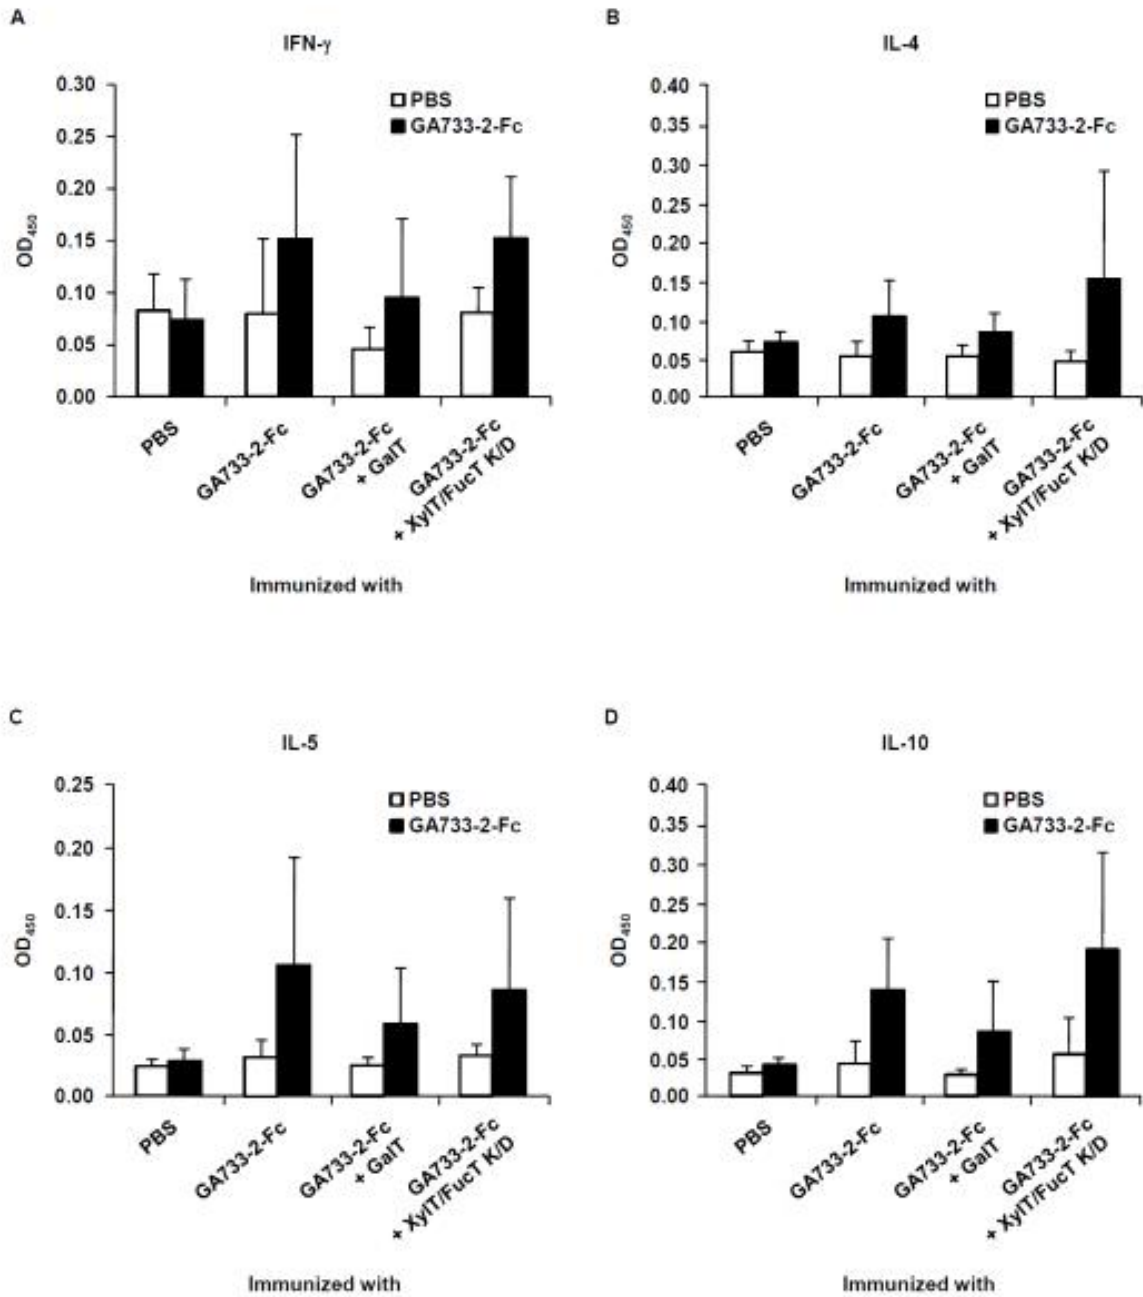 A
IFN-γ
0.30
0.25
0.20
0.15
0.10
0.05
0.00
OD450
PBS
GA733-2-Fc
PBS
GA733-2-Fc
GA733-2-Fc
+ GalT
GA733-2-Fc
+ XylT/FucT K/D
Immunized with
B
IL-4
0.40
0.35
0.30
0.25
0.20
0.15
0.10
0.05
0.00
OD450
PBS
GA733-2-Fc
PBS
GA733-2-Fc
GA733-2-Fc
+ GalT
GA733-2-Fc
+ XylT/FucT K/D
Immunized with
C
IL-5
0.25
0.20
0.15
0.10
0.05
0.00
OD450
PBS
GA733-2-Fc
PBS
GA733-2-Fc
GA733-2-Fc
+ GalT
GA733-2-Fc
+ XylT/FucT K/D
Immunized with
D
IL-10
0.40
0.35
0.30
0.25
0.20
0.15
0.10
0.05
0.00
OD450
PBS
GA733-2-Fc
PBS
GA733-2-Fc
GA733-2-Fc
+ GalT
GA733-2-Fc
+ XylT/FucT K/D
Immunized with